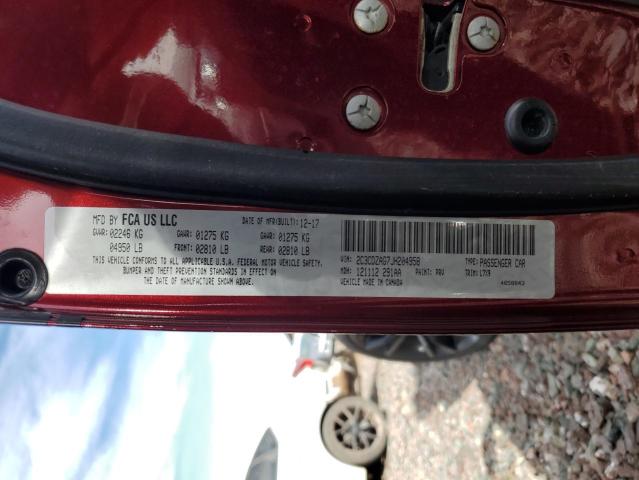 MFD BY FCA US LLC DATE OF MFR(BUILT): 12-17
GVWR: 02246 KG GAWR: 01275 KG GAWR: 01275 KG
04950 LB FRONT: 02810 LB REAR: 02810 LB
THIS VEHICLE CONFORMS TO ALL APPLICABLE U.S.A. FEDERAL MOTOR VEHICLE SAFETY,
BUMPER AND THEFT PREVENTION STANDARDS IN EFFECT ON
THE DATE OF MANUFACTURE SHOWN ABOVE.
VIN: 2C3CDZAG7JH204958 TYPE: PASSENGER CAR
MDH: 121112 291AA PAINT: PRV TRIM: L7X9
MADE IN CANADA